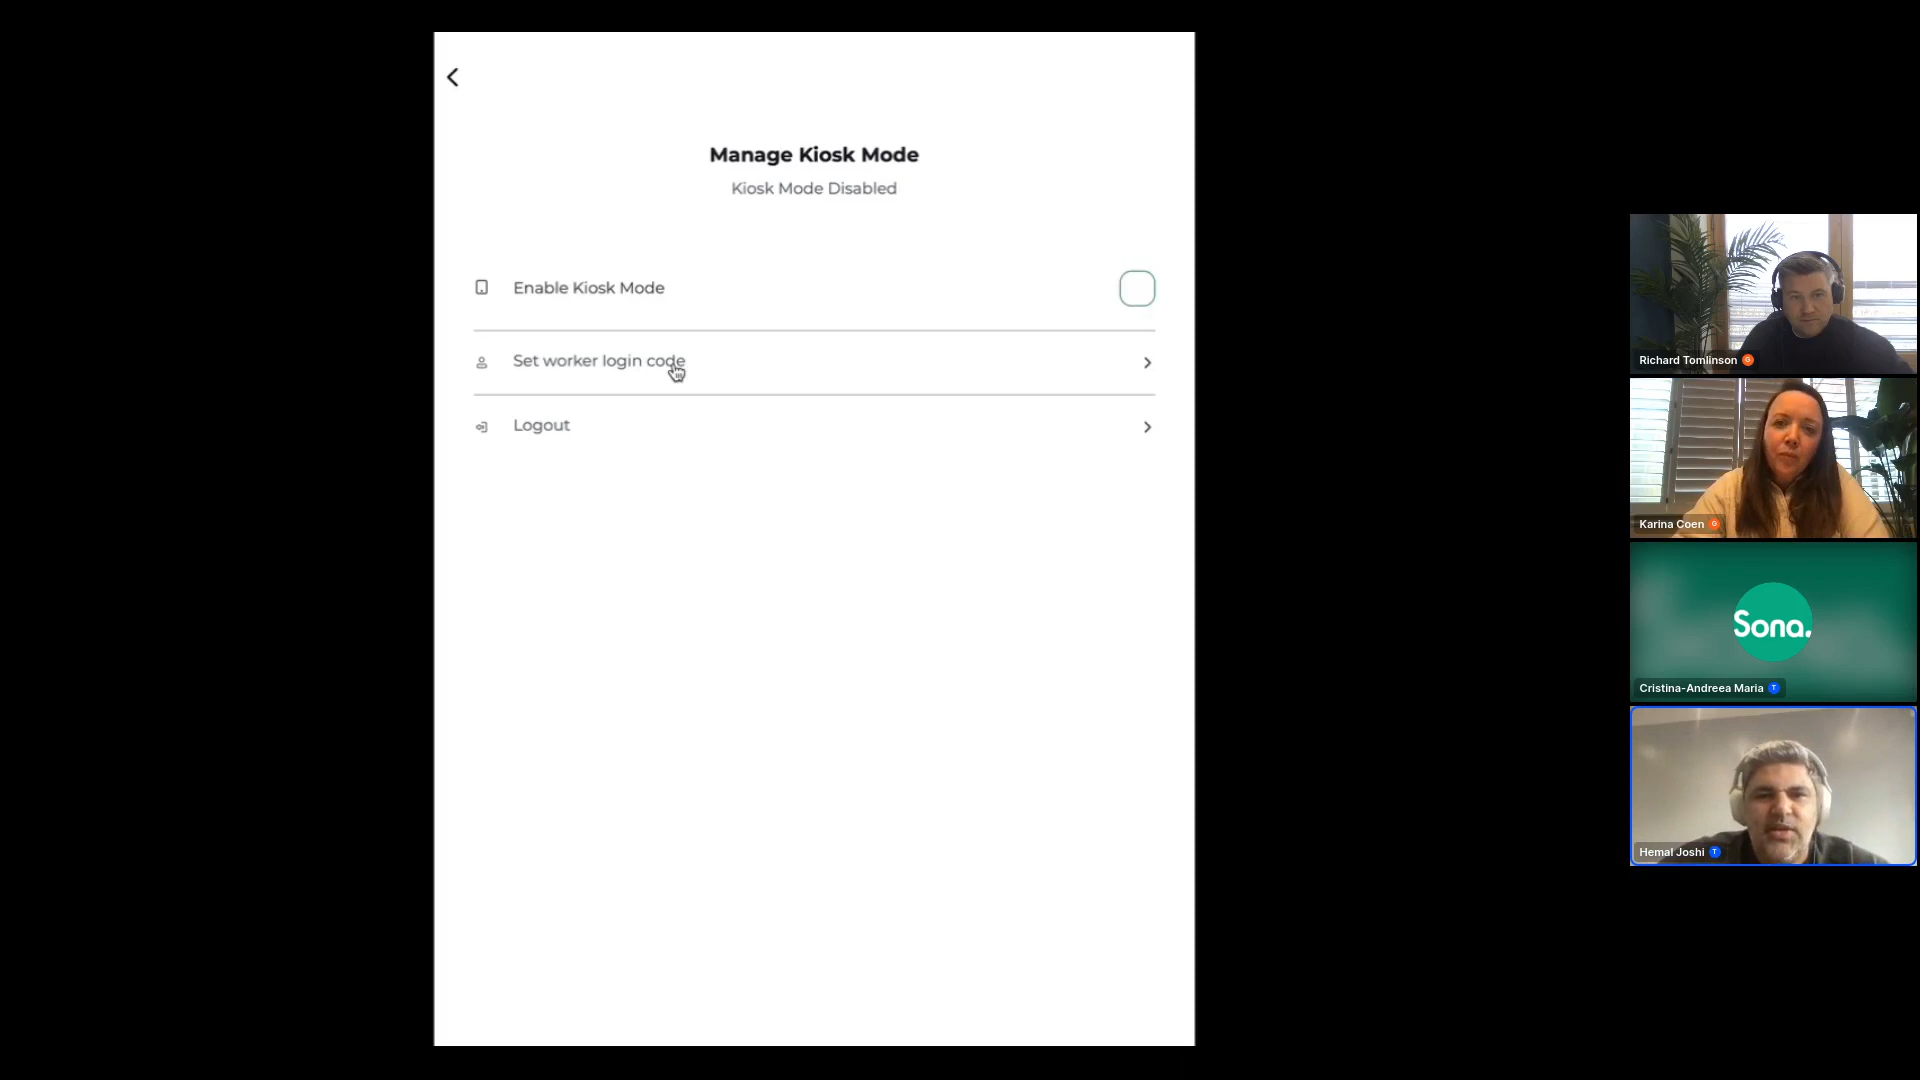 Manage Kiosk Mode
Kiosk Mode Disabled
Enable Kiosk Mode
Set worker login code
Logout
Richard Tomlinson G
Karina Coen G
Sona.
Cristina-Andreea Maria T
Hemal Joshi T